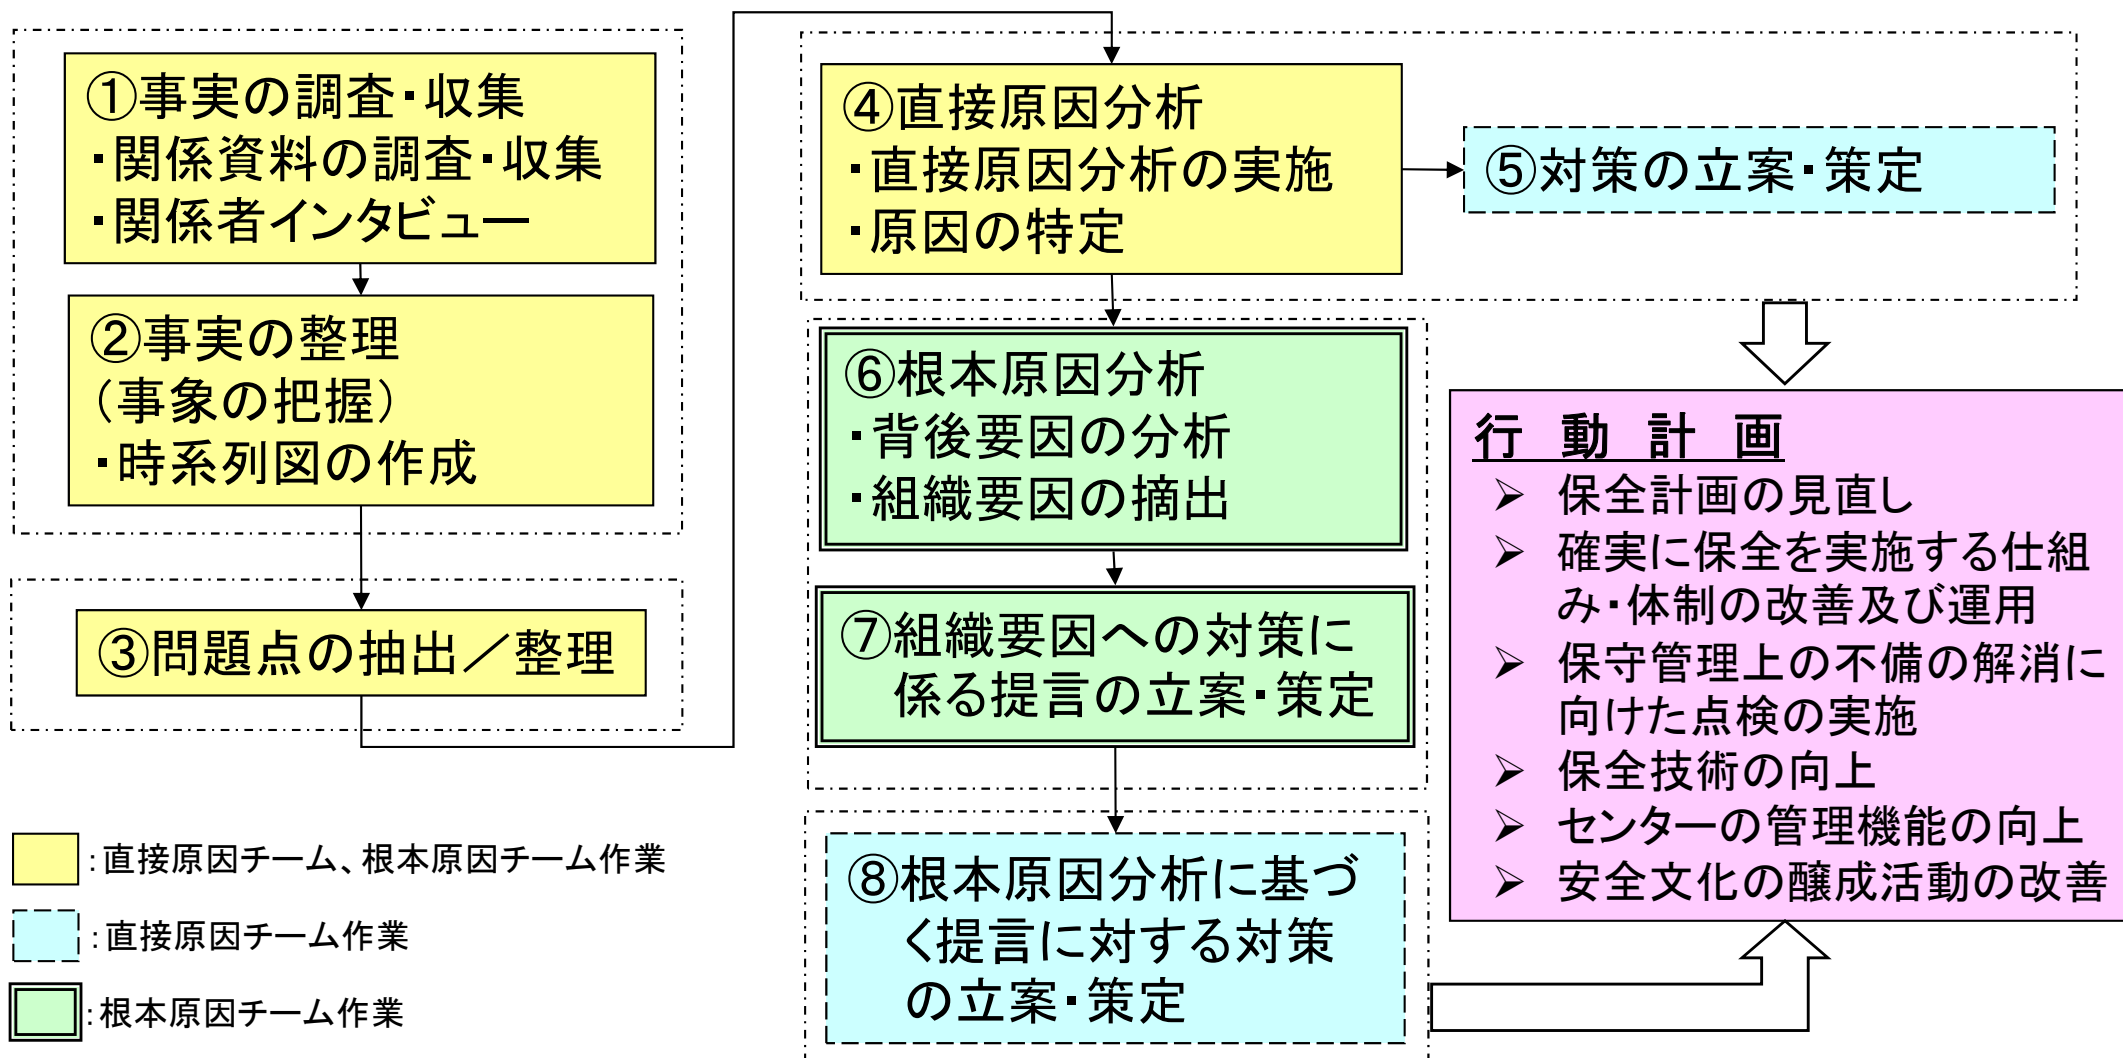 ①事実の調査・収集
・関係資料の調査・収集
・関係者インタビュー
②事実の整理
（事象の把握）
・時系列図の作成
③問題点の抽出／整理
④直接原因分析
・直接原因分析の実施
・原因の特定
⑤対策の立案・策定
⑥根本原因分析
・背後要因の分析
・組織要因の摘出
⑦組織要因への対策に
係る提言の立案・策定
⑧根本原因分析に基づ
く提言に対する対策
の立案・策定
行　動　計　画
➢ 保全計画の見直し
➢ 確実に保全を実施する仕組
み・体制の改善及び運用
➢ 保守管理上の不備の解消に
向けた点検の実施
➢ 保全技術の向上
➢ センターの管理機能の向上
➢ 安全文化の醸成活動の改善
：直接原因チーム、根本原因チーム作業
：直接原因チーム作業
：根本原因チーム作業